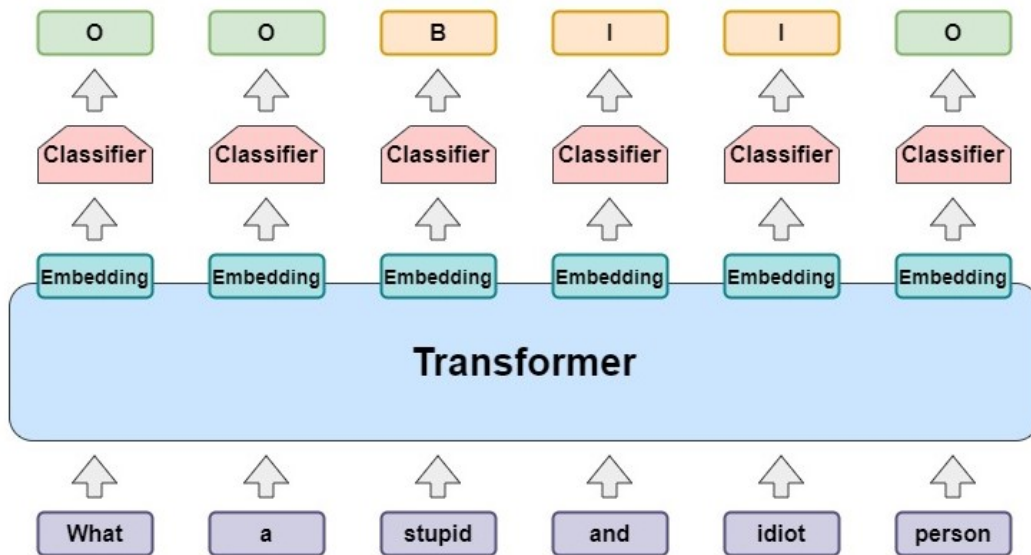 O O B I I O
Classifier Classifier Classifier Classifier Classifier Classifier
Embedding Embedding Embedding Embedding Embedding Embedding
Transformer
What a stupid and idiot person